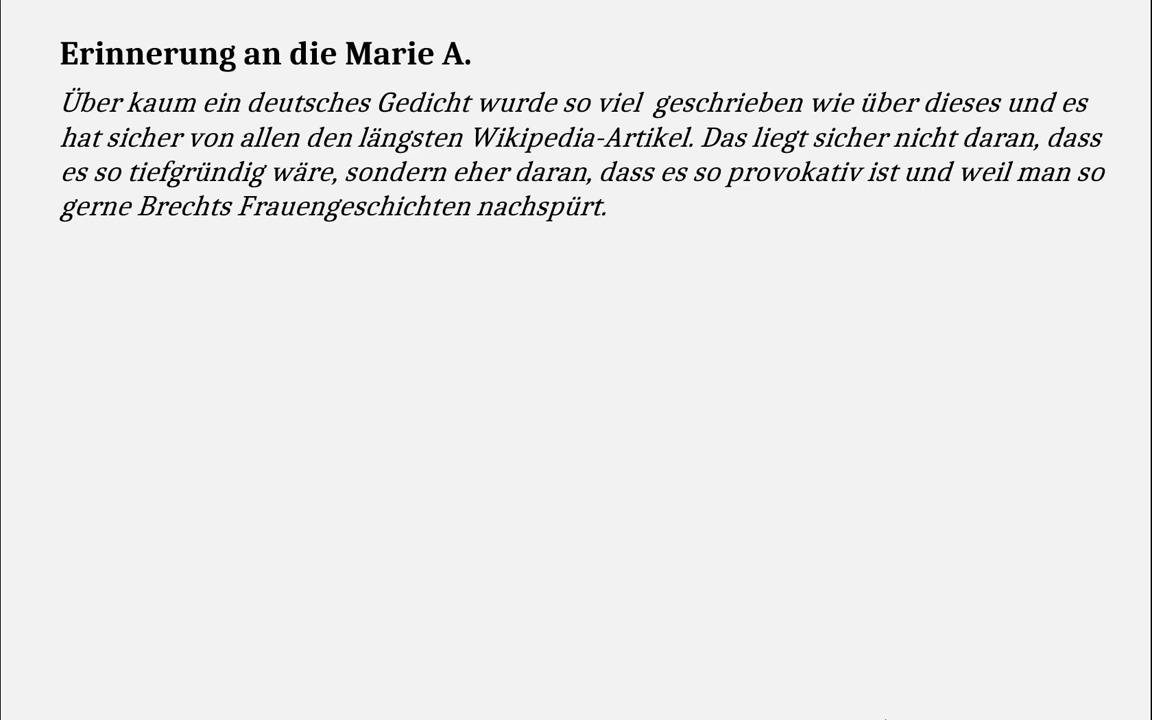 Erinnerung an die Marie A.
Über kaum ein deutsches Gedicht wurde so viel  geschrieben wie über dieses und es
hat sicher von allen den längsten Wikipedia-Artikel. Das liegt sicher nicht daran, dass
es so tiefgründig wäre, sondern eher daran, dass es so provokativ ist und weil man so
gerne Brechts Frauengeschichten nachspürt.